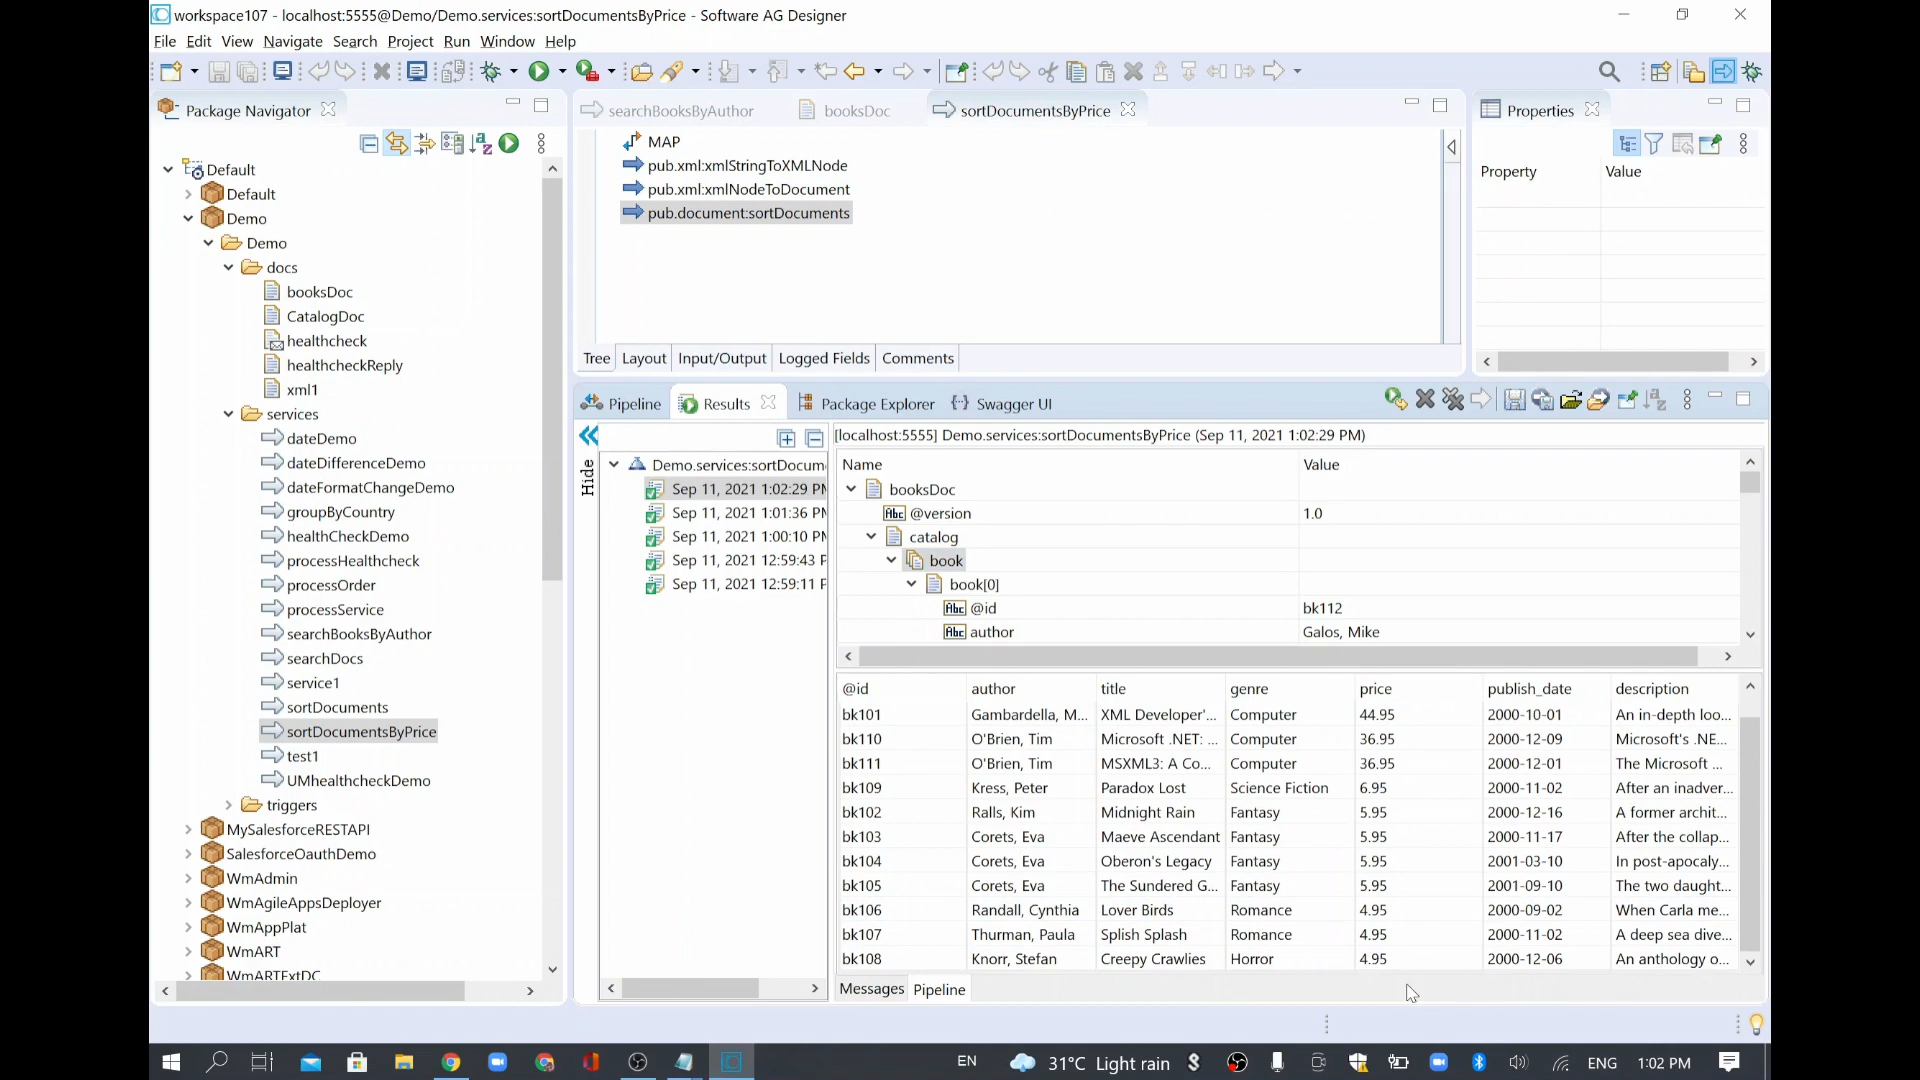 workspace107 - localhost:5555@Demo/Demo.services:sortDocumentsByPrice - Software AG Designer
File Edit View Navigate Search Project Run Window Help
Package Navigator
Default
Default
Demo
Demo
docs
booksDoc
CatalogDoc
healthcheck
healthcheckReply
xml1
services
dateDemo
dateDifferenceDemo
dateFormatChangeDemo
groupByCountry
healthCheckDemo
processHealthcheck
processOrder
processService
searchBooksByAuthor
searchDocs
service1
sortDocuments
sortDocumentsByPrice
test1
UMhealthcheckDemo
triggers
MySalesforceRESTAPI
SalesforceOauthDemo
WmAdmin
WmAgileAppsDeployer
WmAppPlat
WmART
WmARTExtDC
searchBooksByAuthor booksDoc sortDocumentsByPrice
MAP
pub.xml:xmlStringToXMLNode
pub.xml:xmlNodeToDocument
pub.document:sortDocuments
Tree Layout Input/Output Logged Fields Comments
Properties
Property Value
Pipeline Results Package Explorer Swagger UI
Hide
Demo.services:sortDocum
Sep 11, 2021 1:02:29 PM
Sep 11, 2021 1:01:36 PM
Sep 11, 2021 1:00:10 PM
Sep 11, 2021 12:59:43 P
Sep 11, 2021 12:59:11 P
[localhost:5555] Demo.services:sortDocumentsByPrice (Sep 11, 2021 1:02:29 PM)
Name Value
booksDoc
Abc @version 1.0
catalog
book
book[0]
Abc @id bk112
Abc author Galos, Mike
@id author title genre price publish_date description
bk101 Gambardella, M... XML Developer'... Computer 44.95 2000-10-01 An in-depth loo...
bk110 O'Brien, Tim Microsoft .NET: ... Computer 36.95 2000-12-09 Microsoft's .NE...
bk111 O'Brien, Tim MSXML3: A Co... Computer 36.95 2000-12-01 The Microsoft ...
bk109 Kress, Peter Paradox Lost Science Fiction 6.95 2000-11-02 After an inadver...
bk102 Ralls, Kim Midnight Rain Fantasy 5.95 2000-12-16 A former archit...
bk103 Corets, Eva Maeve Ascendant Fantasy 5.95 2000-11-17 After the collap...
bk104 Corets, Eva Oberon's Legacy Fantasy 5.95 2001-03-10 In post-apocaly...
bk105 Corets, Eva The Sundered G... Fantasy 5.95 2001-09-10 The two daught...
bk106 Randall, Cynthia Lover Birds Romance 4.95 2000-09-02 When Carla me...
bk107 Thurman, Paula Splish Splash Romance 4.95 2000-11-02 A deep sea dive...
bk108 Knorr, Stefan Creepy Crawlies Horror 4.95 2000-12-06 An anthology o...
Messages Pipeline
EN 31°C Light rain ENG 1:02 PM